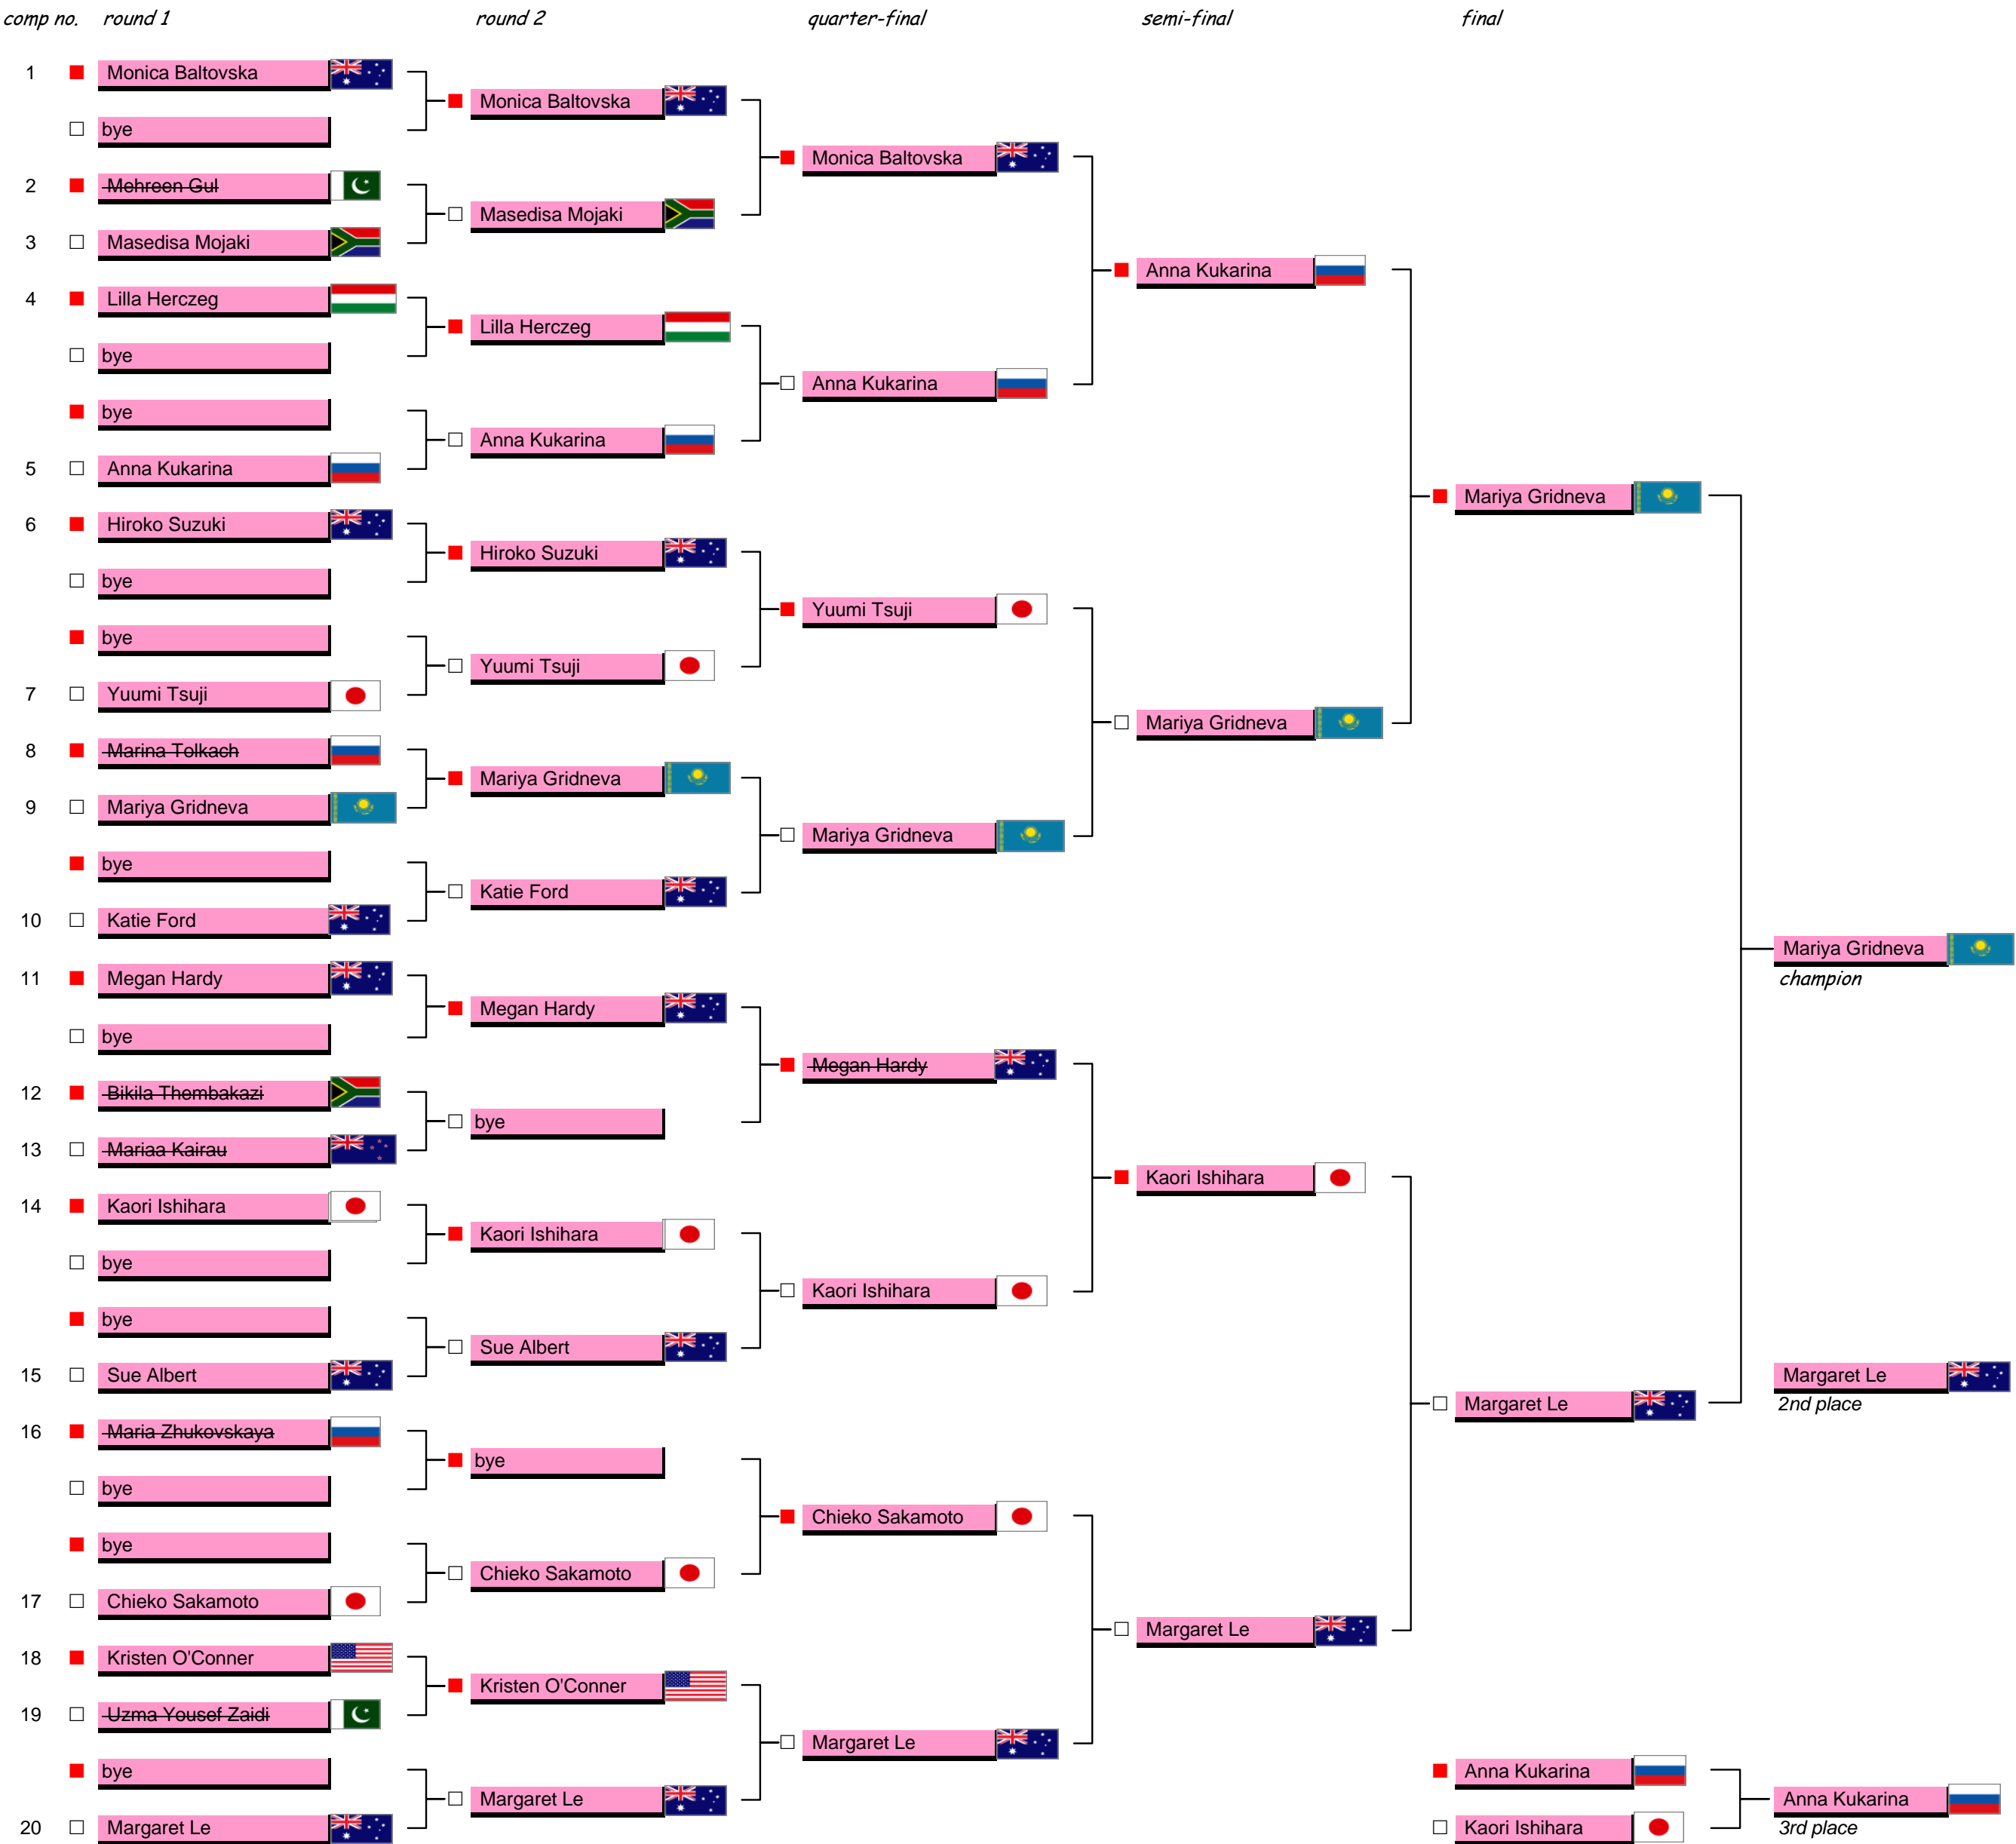 comp no. round 1 round 2 quarter-final semi-final final
1 Monica Baltovska
Monica Baltovska
bye
Monica Baltovska
2 Mehreen Gul
Masedisa Mojaki
3 Masedisa Mojaki
Anna Kukarina
4 Lilla Herczeg
Lilla Herczeg
bye
Anna Kukarina
bye
Anna Kukarina
5 Anna Kukarina
Mariya Gridneva
6 Hiroko Suzuki
Hiroko Suzuki
bye
Yuumi Tsuji
bye
Yuumi Tsuji
7 Yuumi Tsuji
Mariya Gridneva
8 Marina Tolkach
Mariya Gridneva
9 Mariya Gridneva
Mariya Gridneva
bye
Katie Ford
10 Katie Ford
Mariya Gridneva
champion
11 Megan Hardy
Megan Hardy
bye
Megan Hardy
12 Bikila Thembakazi
bye
13 Mariaa Kairau
Kaori Ishihara
14 Kaori Ishihara
Kaori Ishihara
bye
Kaori Ishihara
bye
Sue Albert
15 Sue Albert
Margaret Le
2nd place
Margaret Le
16 Maria Zhukovskaya
bye
bye
Chieko Sakamoto
bye
Chieko Sakamoto
17 Chieko Sakamoto
Margaret Le
18 Kristen O'Conner
Kristen O'Conner
19 Uzma Yousef Zaidi
Margaret Le
bye
Anna Kukarina
Margaret Le
Anna Kukarina
20 Margaret Le
Kaori Ishihara
3rd place